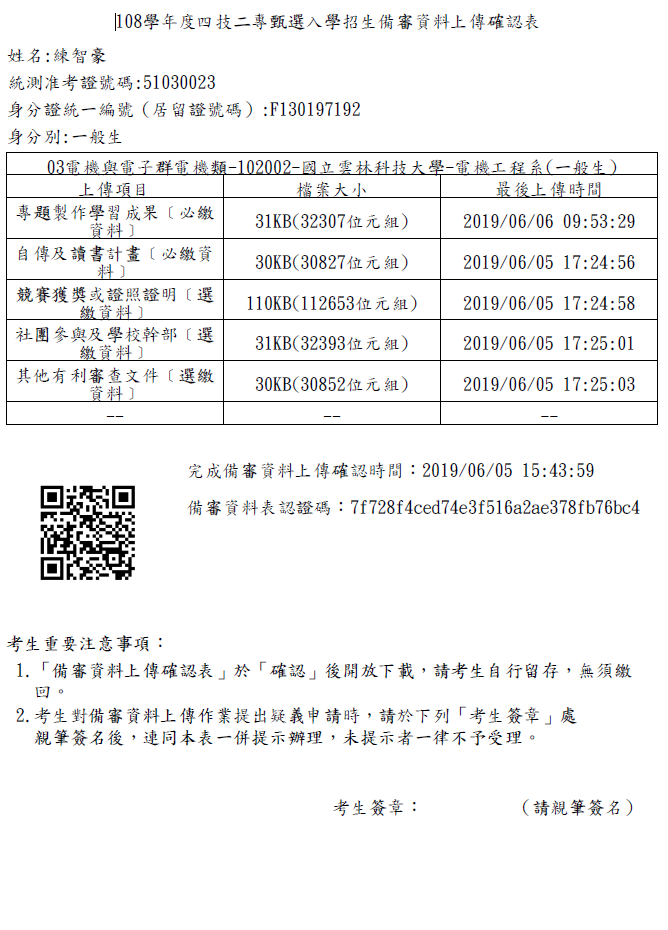 108學年度四技二專甄選入學招生備審資料上傳確認表
姓名:練智豪
統測准考證號碼:51030023
身分證統一編號（居留證號碼）:F130197192
身分別:一般生
03電機與電子群電機類-102002-國立雲林科技大學-電機工程系(一般生)
上傳項目 檔案大小 最後上傳時間
專題製作學習成果〔必繳
資料〕 31KB(32307位元組) 2019/06/06 09:53:29
自傳及讀書計畫〔必繳資
料〕 30KB(30827位元組) 2019/06/05 17:24:56
競賽獲獎或證照證明〔選
繳資料〕 110KB(112653位元組) 2019/06/05 17:24:58
社團參與及學校幹部〔選
繳資料〕 31KB(32393位元組) 2019/06/05 17:25:01
其他有利審查文件〔選繳
資料〕 30KB(30852位元組) 2019/06/05 17:25:03
-- -- --
完成備審資料上傳確認時間：2019/06/05 15:43:59
備審資料表認證碼：7f728f4ced74e3f516a2ae378fb76bc4
考生重要注意事項：
1.「備審資料上傳確認表」於「確認」後開放下載，請考生自行留存，無須繳
回。
2.考生對備審資料上傳作業提出疑義申請時，請於下列「考生簽章」處
親筆簽名後，連同本表一併提示辦理，未提示者一律不予受理。
考生簽章： （請親筆簽名）